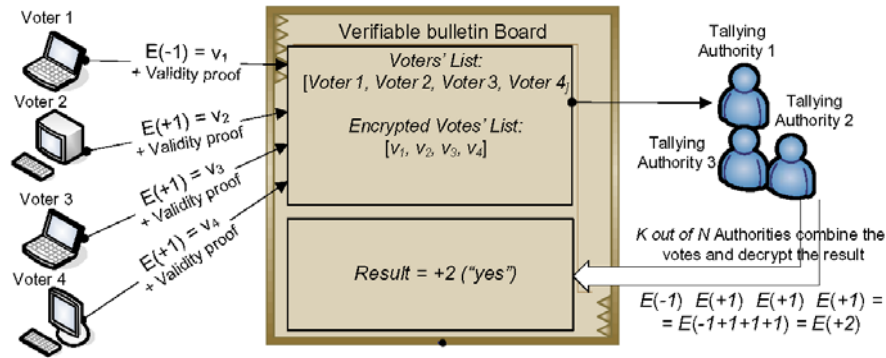 Voter 1
E(-1) = v1
+ Validity proof
Voter 2
E(+1) = v2
+ Validity proof
Voter 3
E(+1) = v3
+ Validity proof
Voter 4
E(+1) = v4
+ Validity proof
Verifiable bulletin Board
Voters' List:
[Voter 1, Voter 2, Voter 3, Voter 4]
Encrypted Votes' List:
[v1, v2, v3, v4]
Result = +2 ("yes")
Tallying
Authority 1
Tallying
Authority 2
Tallying
Authority 3
K out of N Authorities combine the
votes and decrypt the result
E(-1) E(+1) E(+1) E(+1) =
= E(-1+1+1+1) = E(+2)